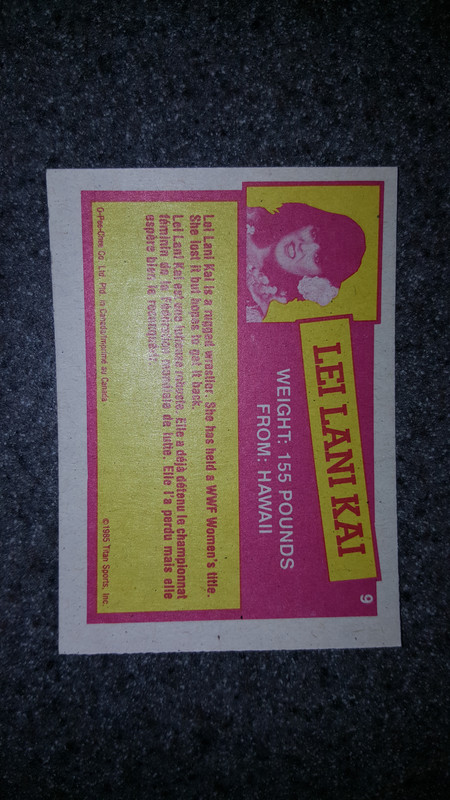 9
LEI LANI KAI
WEIGHT: 155 POUNDS
FROM: HAWAII
Lei Lani Kai is a rugged wrestler. She has held a WWF Women's title.
She lost it but hopes to get it back.
Lei Lani Kai est une lutteuse robuste. Elle a déjà détenu le championnat
féminin de la Fédération mondiale de lutte. Elle l'a perdu mais elle
espère bien le reconquérir.
O-Pee-Chee Co. Ltd. Ptd. in Canada/Imprimé au Canada
©1985 Titan Sports, Inc.